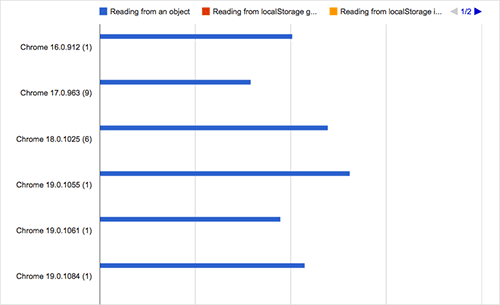 Reading from an object Reading from localStorage g... Reading from localStorage i... 1/2
Chrome 16.0.912 (1)
Chrome 17.0.963 (9)
Chrome 18.0.1025 (6)
Chrome 19.0.1055 (1)
Chrome 19.0.1061 (1)
Chrome 19.0.1084 (1)